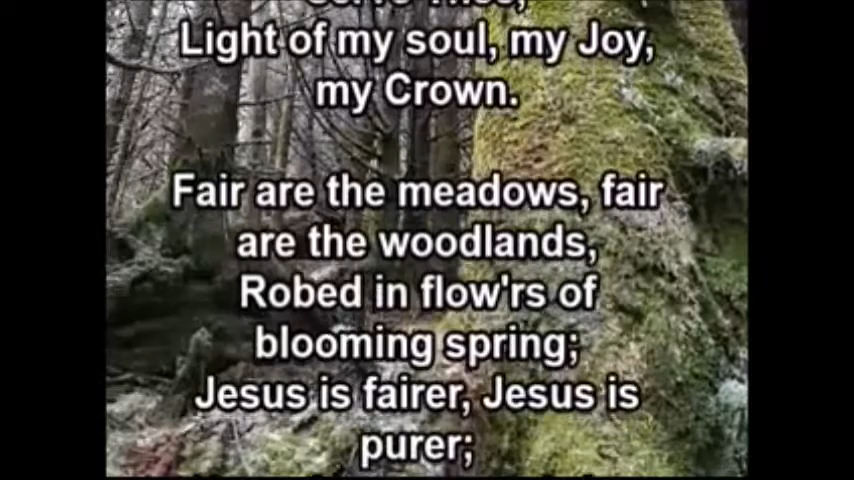 Light of my soul, my Joy,
my Crown.
Fair are the meadows, fair
are the woodlands,
Robed in flow'rs of
blooming spring;
Jesus is fairer, Jesus is
purer;